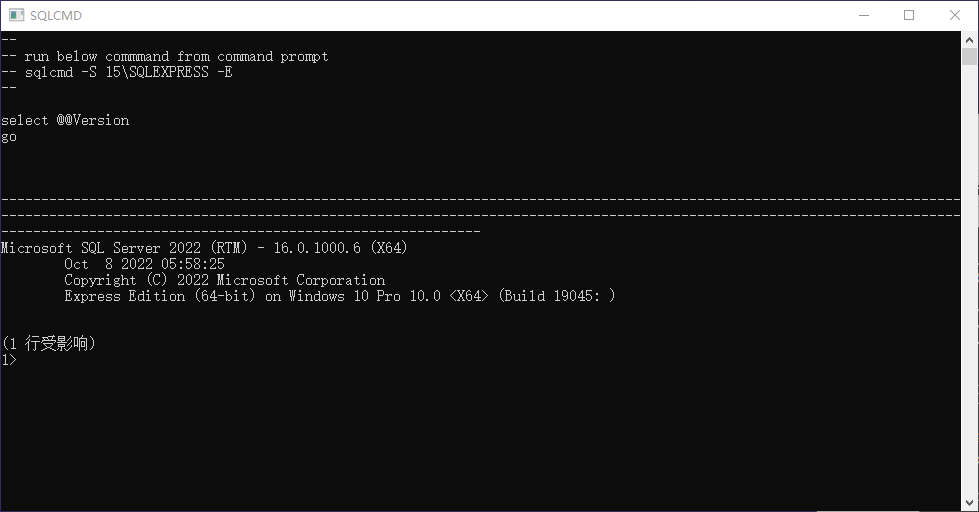 SQLCMD
--
-- run below commmand from command prompt
-- sqlcmd -S 15\SQLEXPRESS -E
--
select @@Version
go
------------------------------------------------------------------------------------------------------------------------
------------------------------------------------------------------------------------------------------------------------
------------------------------------------------------------
Microsoft SQL Server 2022 (RTM) - 16.0.1000.6 (X64)
Oct  8 2022 05:58:25
Copyright (C) 2022 Microsoft Corporation
Express Edition (64-bit) on Windows 10 Pro 10.0 <X64> (Build 19045: )
(1 行受影响)
1>